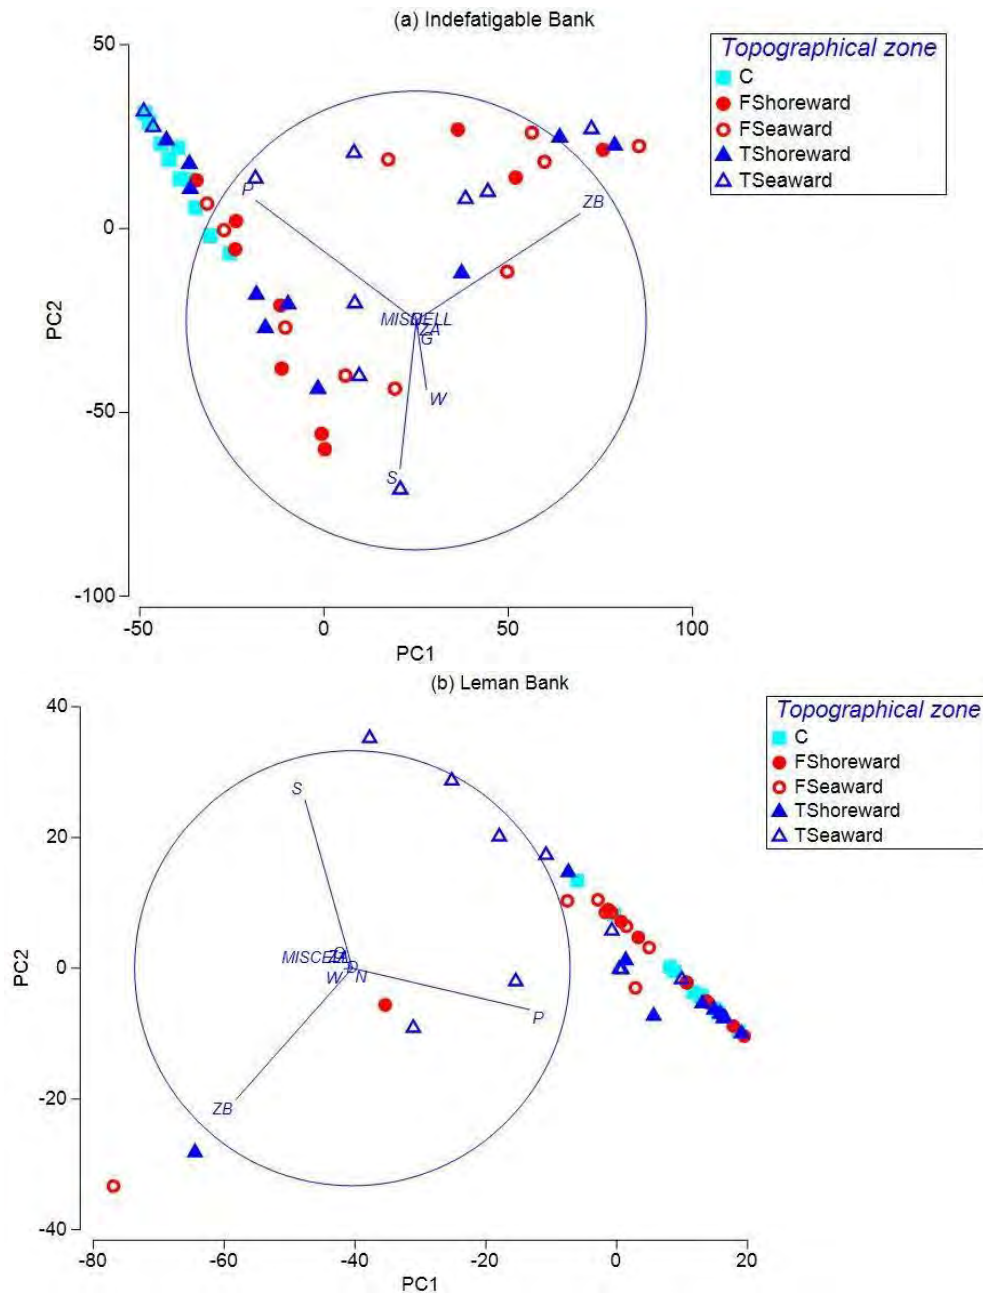 (a) Indefatigable Bank
Topographical zone
C
FShoreward
FSeaward
TShoreward
TSeaward
50
0
-50
-100
PC2
P
ZB
ZA
G
W
S
-50
0
50
100
PC1
(b) Leman Bank
Topographical zone
C
FShoreward
FSeaward
TShoreward
TSeaward
40
20
0
-20
-40
PC2
S
W
N
P
ZB
-80
-60
-40
-20
0
20
PC1